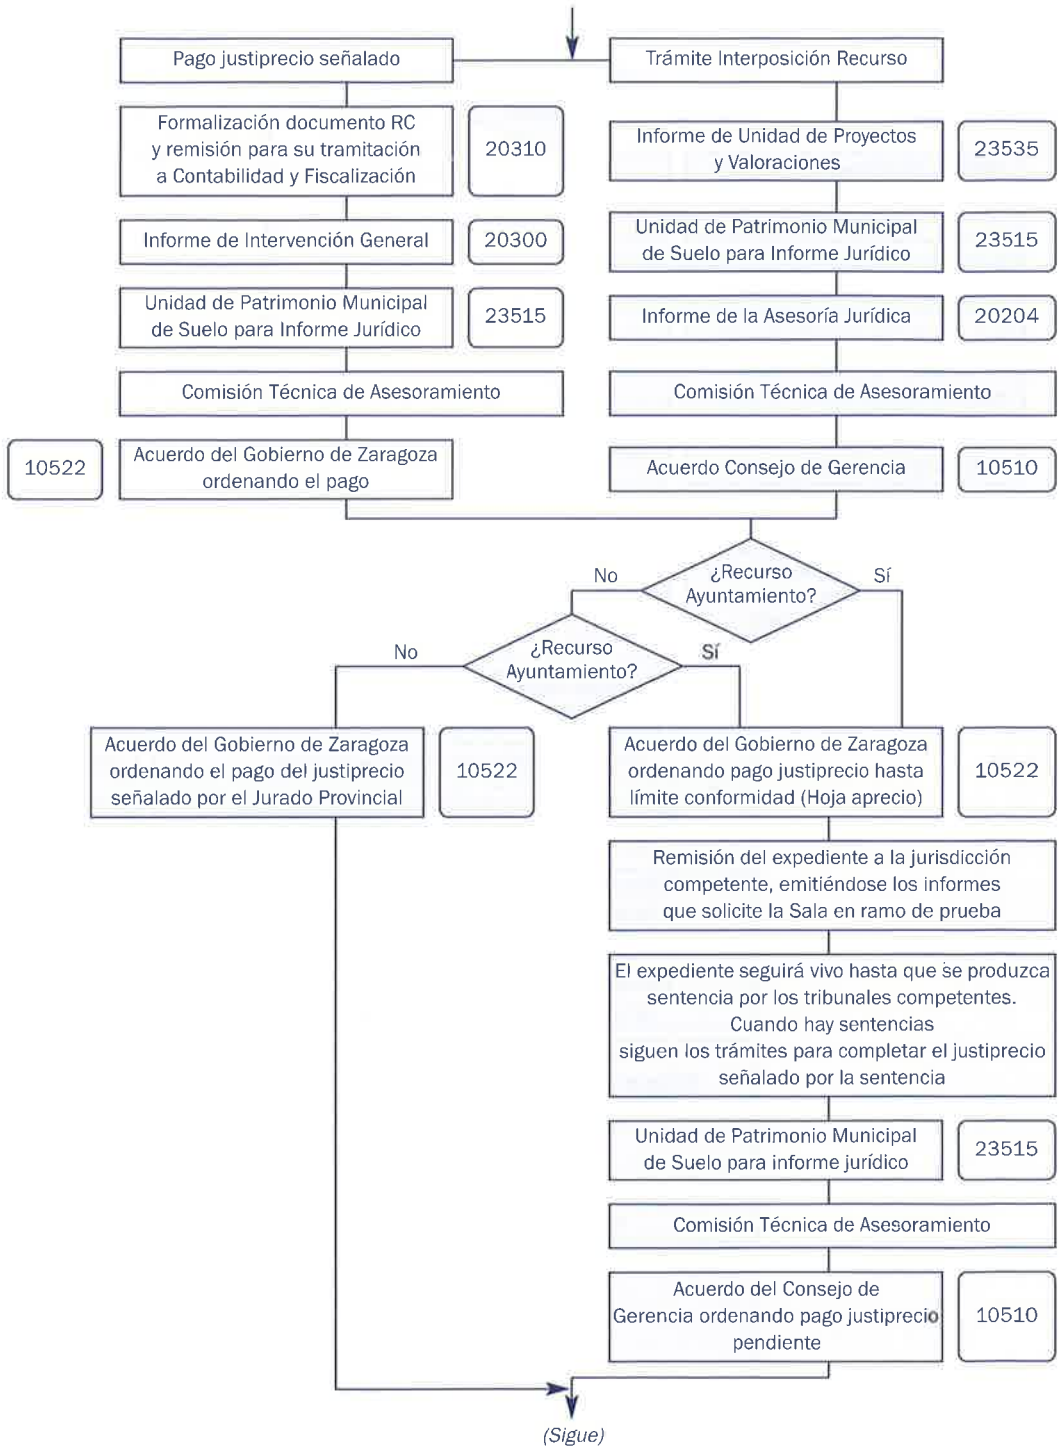 Pago justiprecio señalado
Trámite Interposición Recurso
Formalización documento RC
y remisión para su tramitación
a Contabilidad y Fiscalización
20310
Informe de Unidad de Proyectos
y Valoraciones
23535
Informe de Intervención General
20300
Unidad de Patrimonio Municipal
de Suelo para Informe Jurídico
23515
Unidad de Patrimonio Municipal
de Suelo para Informe Jurídico
23515
Informe de la Asesoría Jurídica
20204
Comisión Técnica de Asesoramiento
Comisión Técnica de Asesoramiento
10522
Acuerdo del Gobierno de Zaragoza
ordenando el pago
Acuerdo Consejo de Gerencia
10510
¿Recurso
Ayuntamiento?
No
Sí
¿Recurso
Ayuntamiento?
No
Sí
Acuerdo del Gobierno de Zaragoza
ordenando el pago del justiprecio
señalado por el Jurado Provincial
10522
Acuerdo del Gobierno de Zaragoza
ordenando pago justiprecio hasta
límite conformidad (Hoja aprecio)
10522
Remisión del expediente a la jurisdicción
competente, emitiéndose los informes
que solicite la Sala en ramo de prueba
El expediente seguirá vivo hasta que se produzca
sentencia por los tribunales competentes.
Cuando hay sentencias
siguen los trámites para completar el justiprecio
señalado por la sentencia
Unidad de Patrimonio Municipal
de Suelo para informe jurídico
23515
Comisión Técnica de Asesoramiento
Acuerdo del Consejo de
Gerencia ordenando pago justiprecio
pendiente
10510
(Sigue)